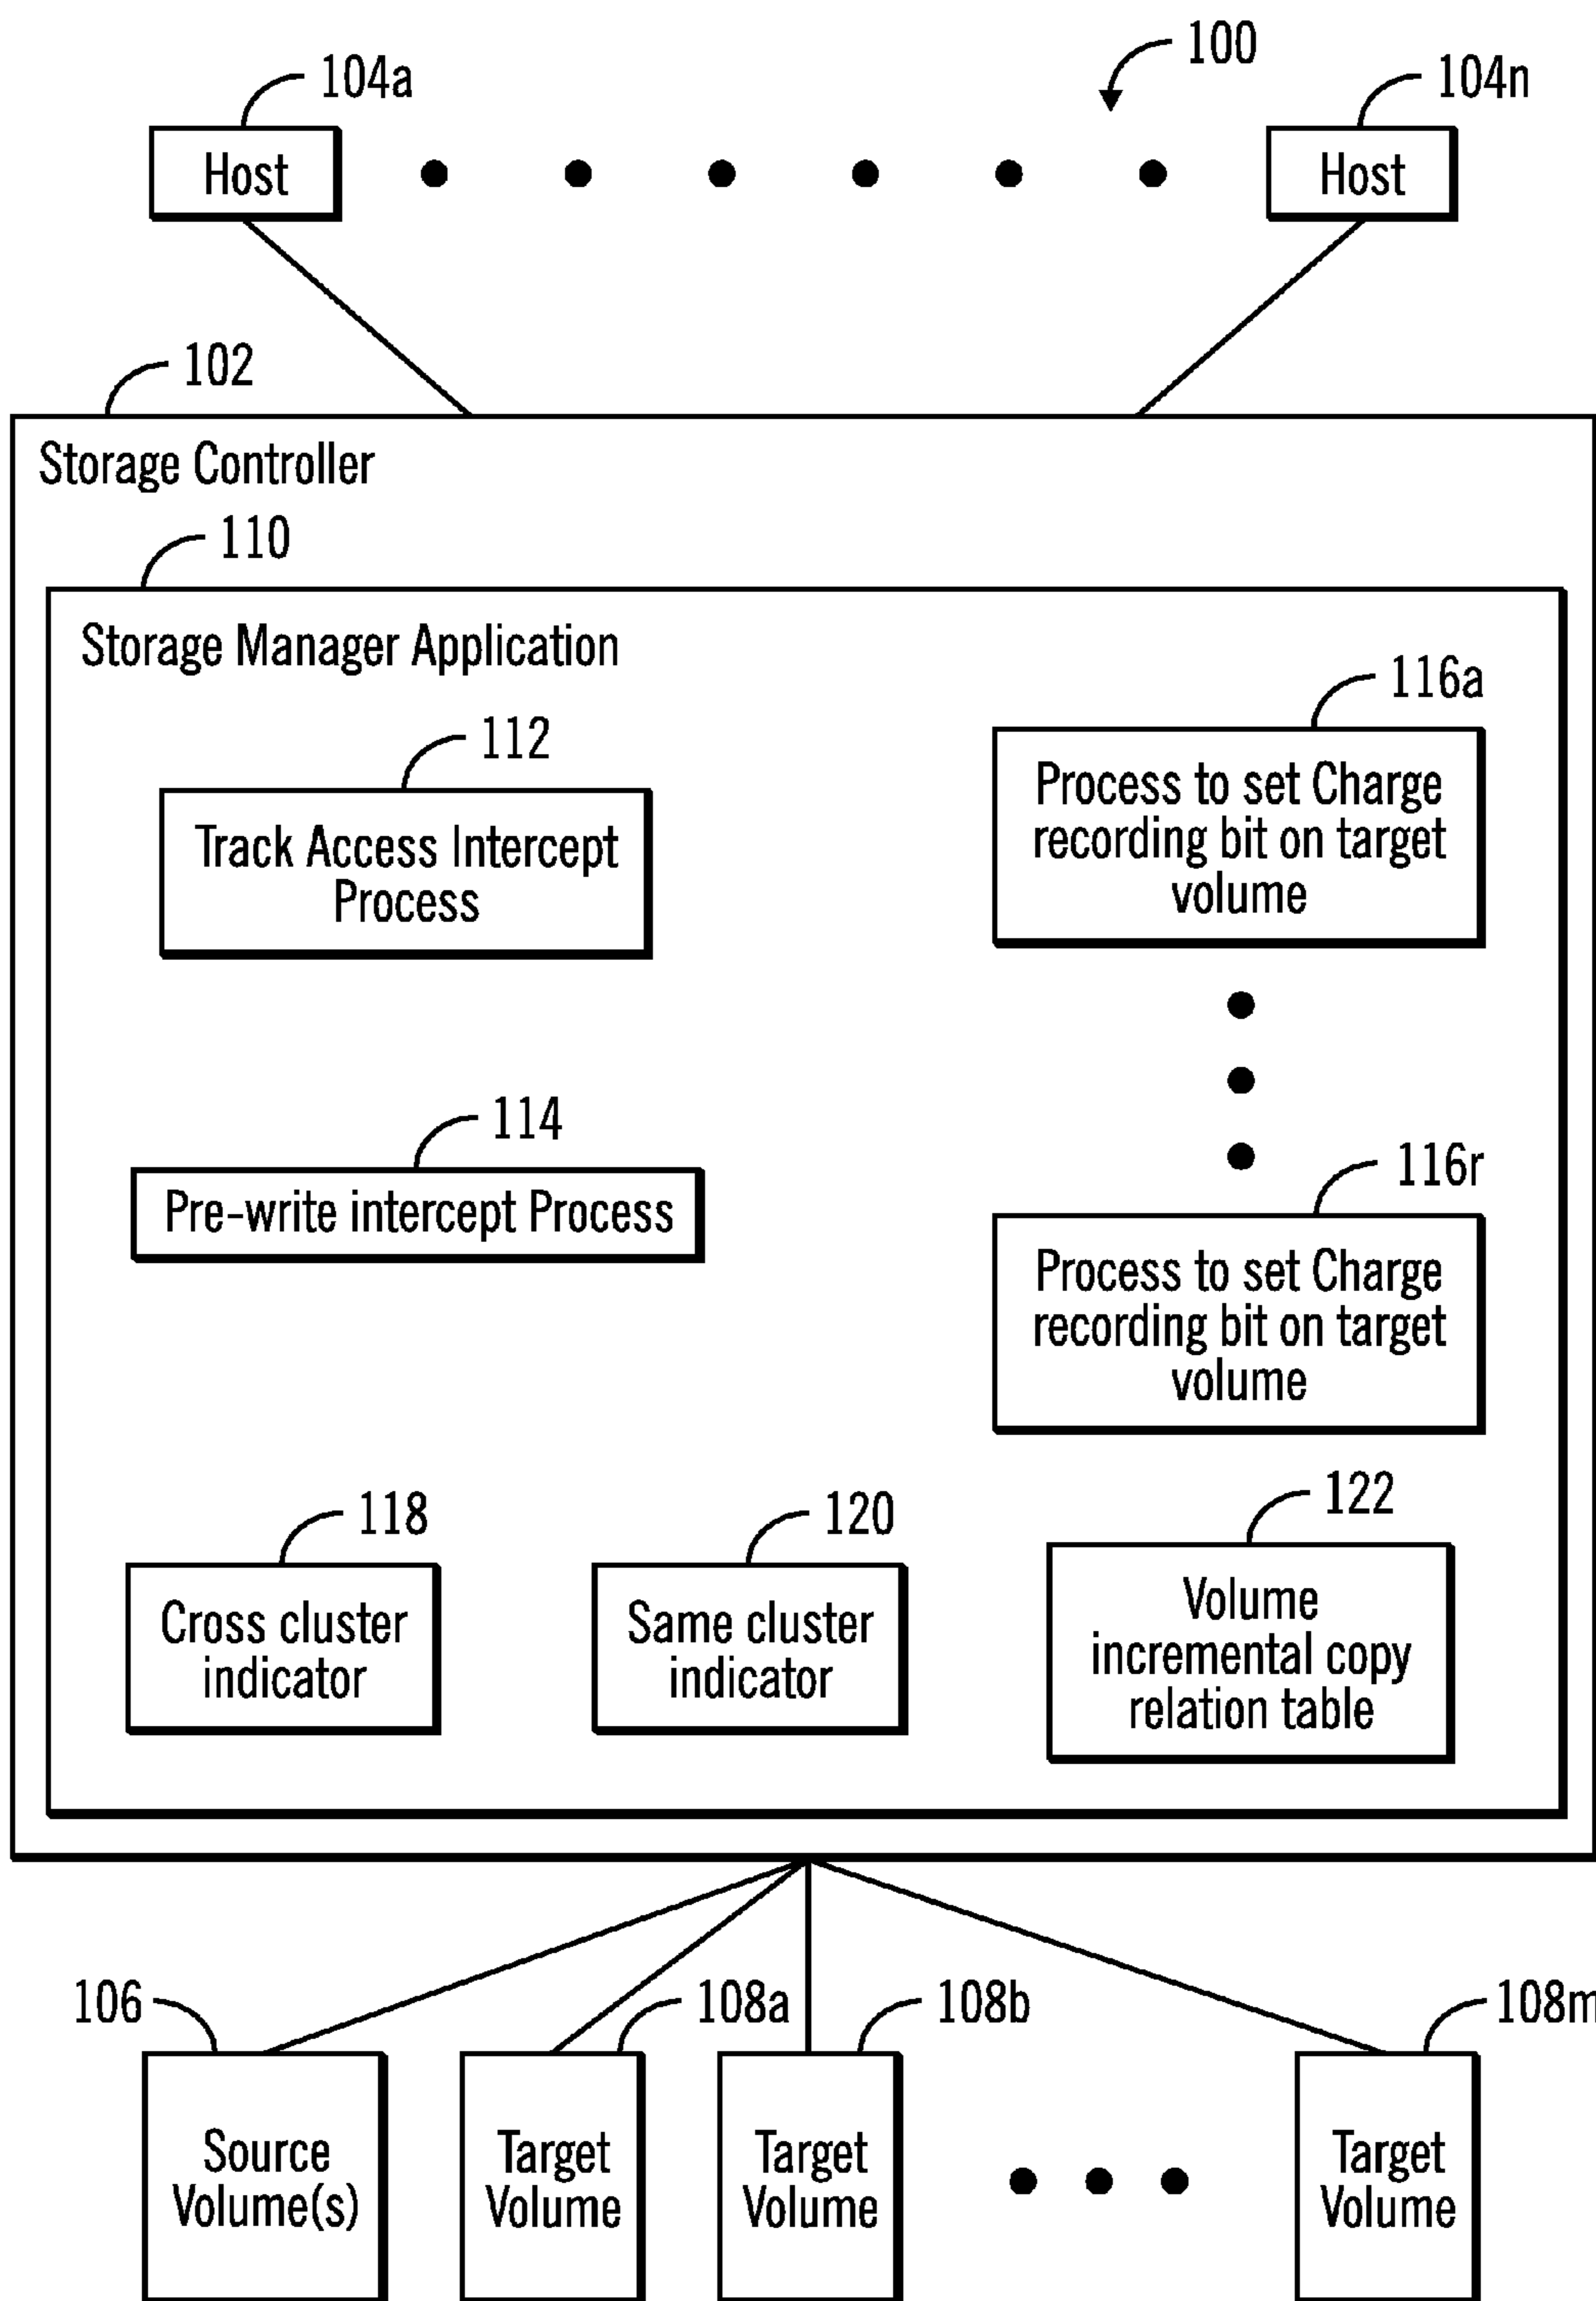 100
104a
104n
Host
Host
102
Storage Controller
110
Storage Manager Application
116a
112
Process to set Charge
recording bit on target
volume
Track Access Intercept
Process
114
116r
Pre-write intercept Process
Process to set Charge
recording bit on target
volume
118
120
122
Cross cluster
indicator
Same cluster
indicator
Volume
incremental copy
relation table
106
108a
108b
108m
Source
Volume(s)
Target
Volume
Target
Volume
Target
Volume